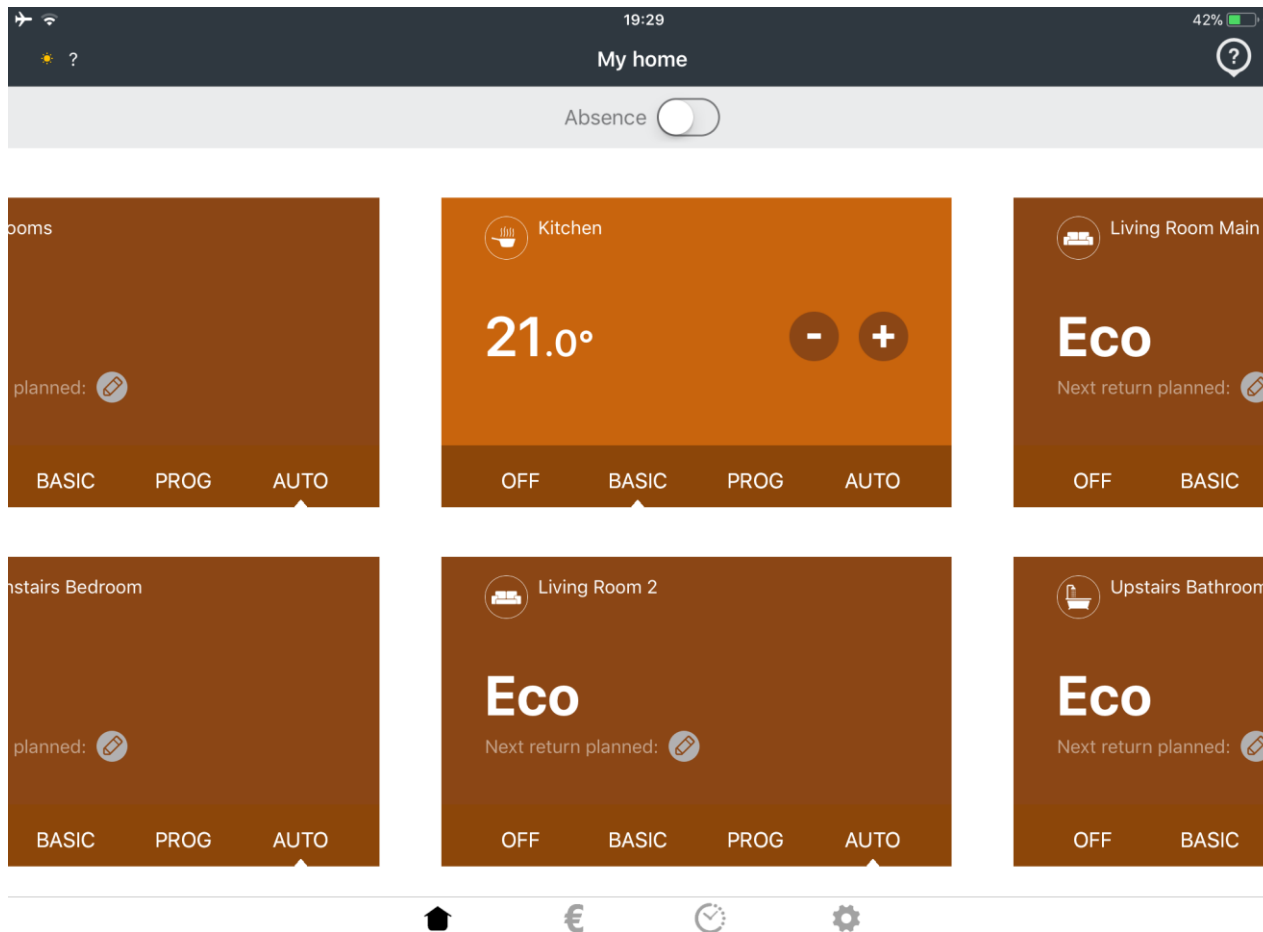 19:29
42%
?
My home
?
Absence
ooms
planned:
BASIC PROG AUTO
Kitchen
21.0°
- +
OFF BASIC PROG AUTO
Living Room Main
Eco
Next return planned:
OFF BASIC
nstairs Bedroom
planned:
BASIC PROG AUTO
Living Room 2
Eco
Next return planned:
OFF BASIC PROG AUTO
Upstairs Bathroom
Eco
Next return planned:
OFF BASIC
€